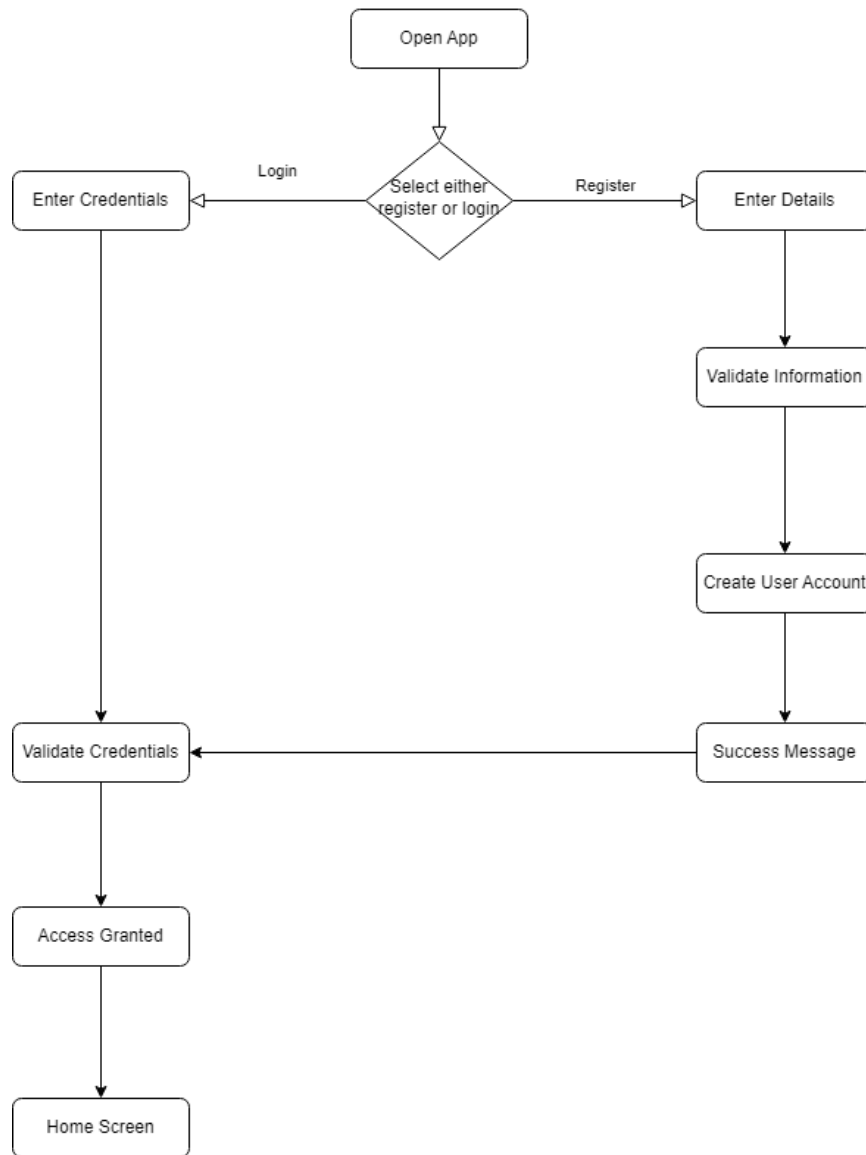 Open App
Login
Select either
register or login
Register
Enter Credentials
Enter Details
Validate Information
Create User Account
Validate Credentials
Success Message
Access Granted
Home Screen